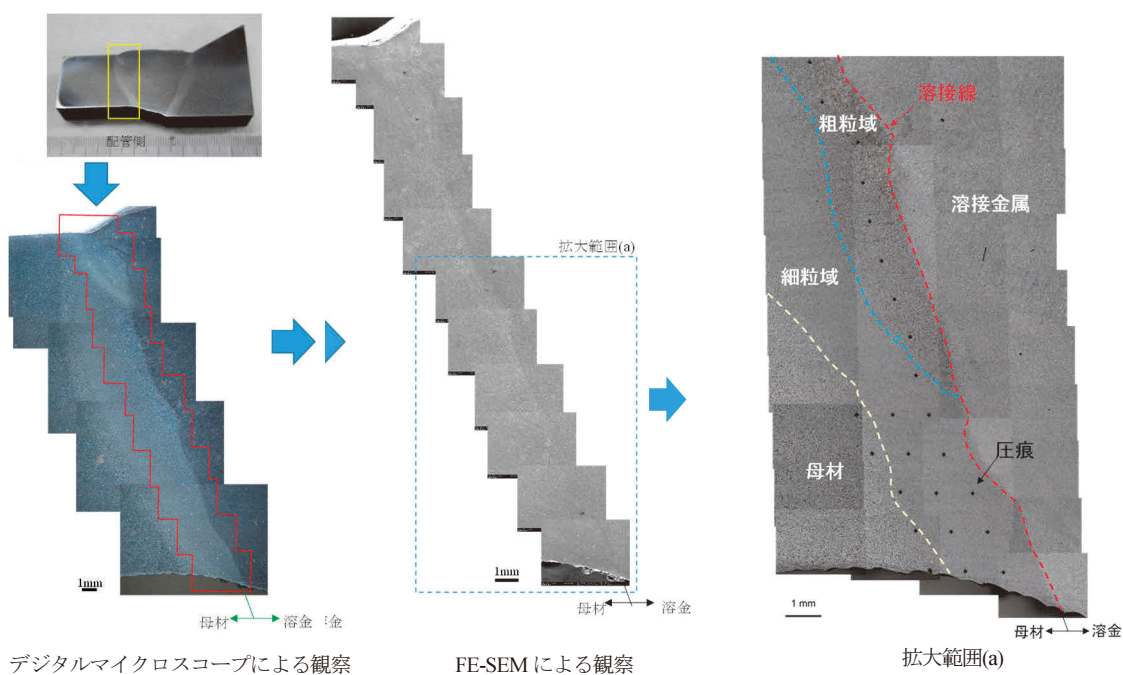 配管側
1mm
母材
溶金
デジタルマイクロスコープによる観察
拡大範囲(a)
1mm
母材
溶金
FE-SEM による観察
溶接線
粗粒域
溶接金属
細粒域
圧痕
母材
1 mm
母材
溶金
拡大範囲(a)